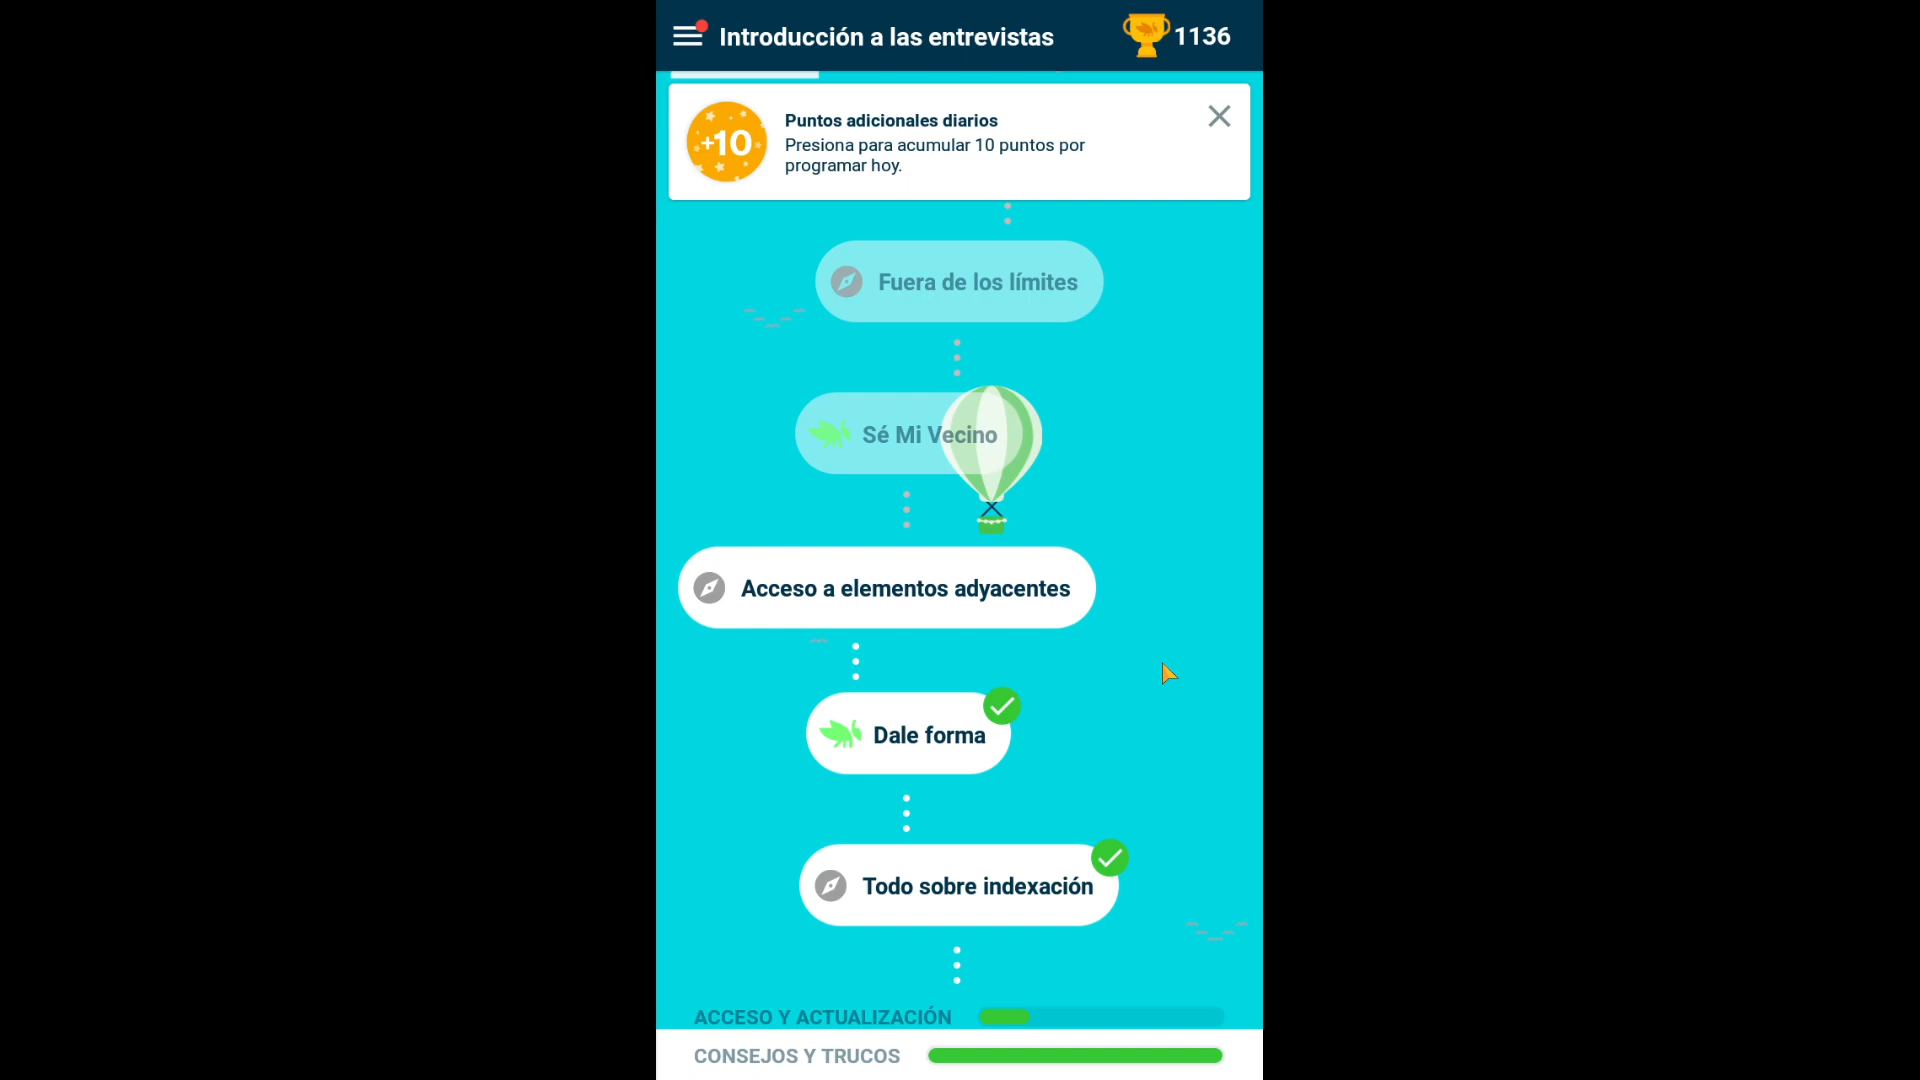 Introducción a las entrevistas
1136
+10
Puntos adicionales diarios
Presiona para acumular 10 puntos por
programar hoy.
Fuera de los límites
Sé Mi Vecino
Acceso a elementos adyacentes
Dale forma
Todo sobre indexación
ACCESO Y ACTUALIZACIÓN
CONSEJOS Y TRUCOS